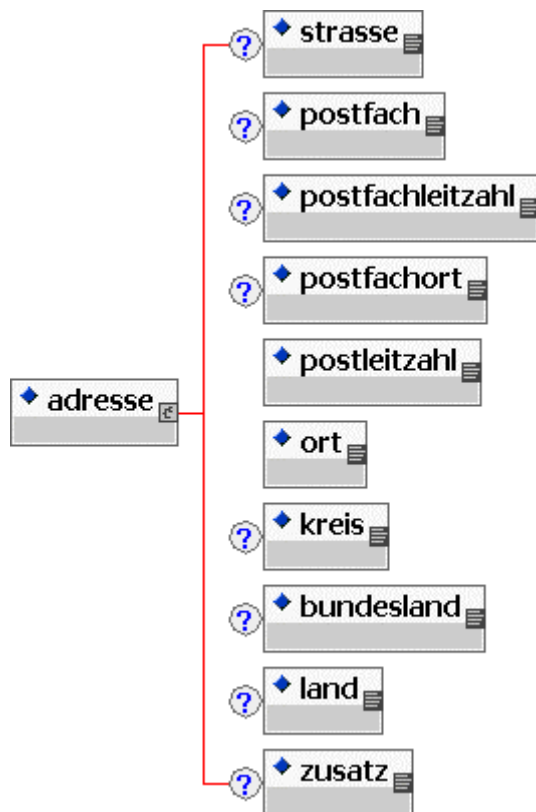 ? strasse
? postfach
? postfachleitzahl
? postfachort
postleitzahl
adresse
ort
? kreis
? bundesland
? land
? zusatz